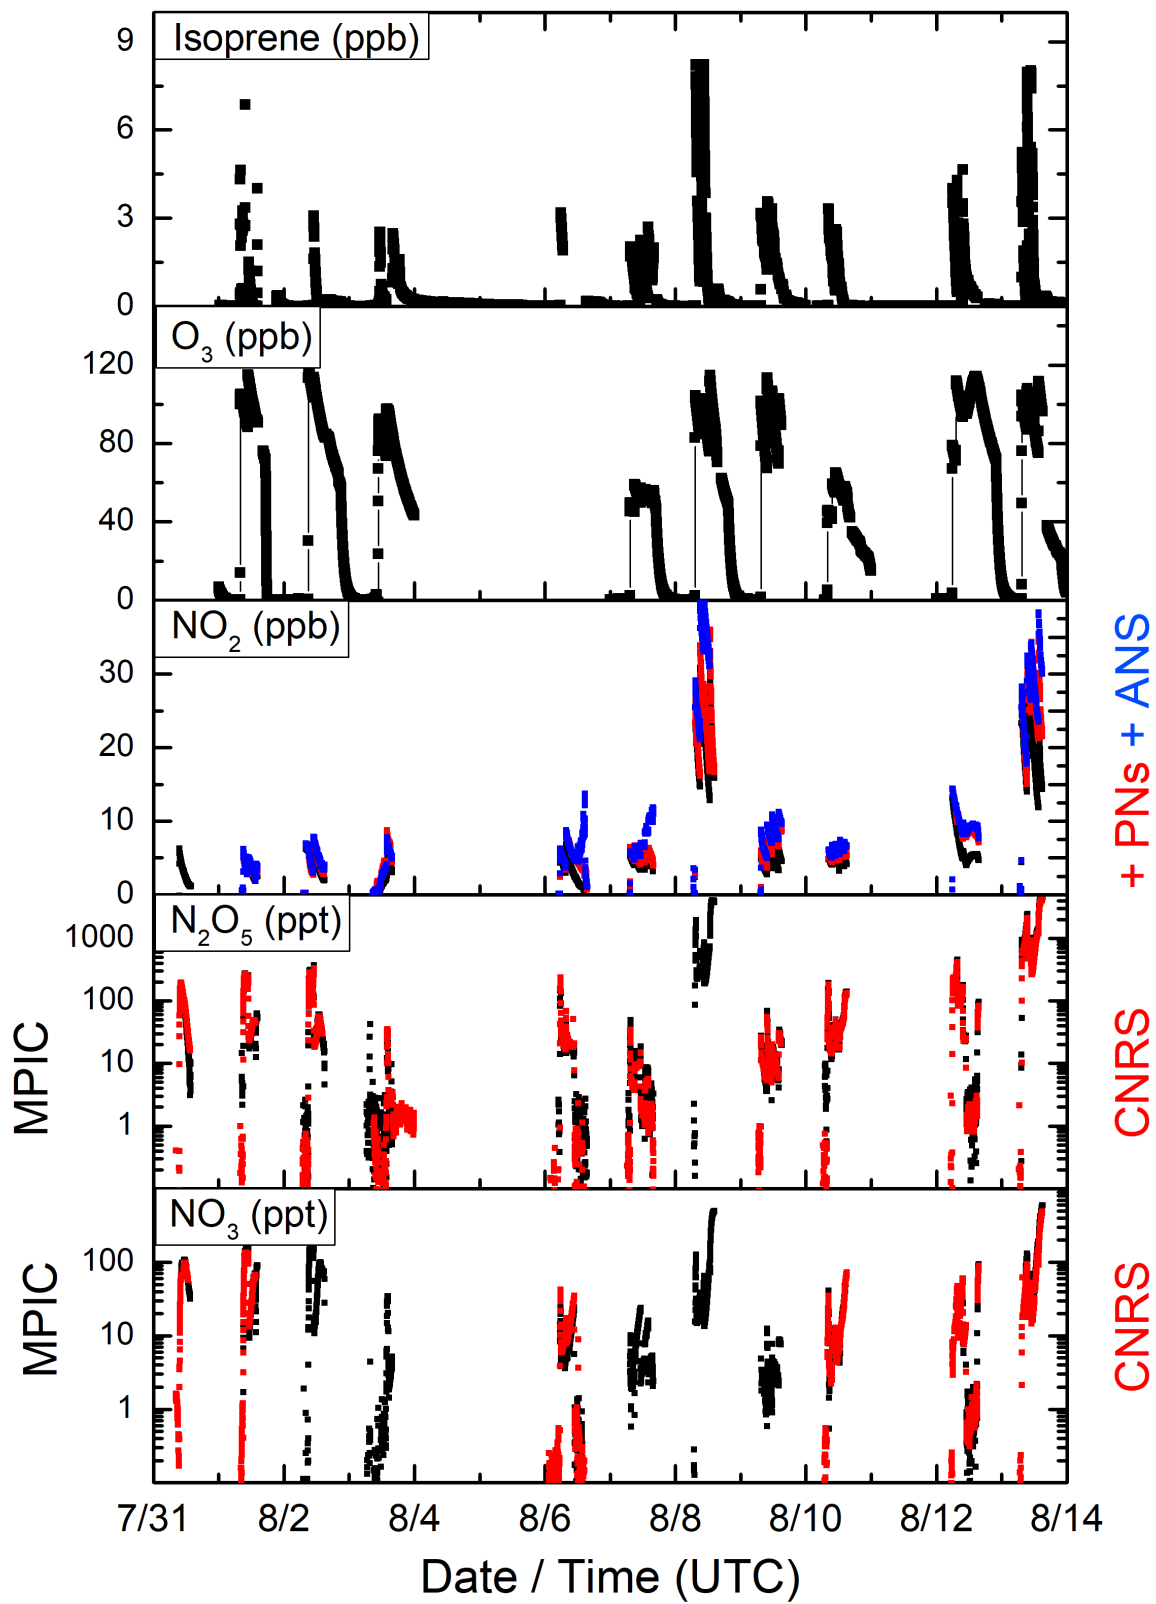 Isoprene (ppb)
9
6
3
0
O3 (ppb)
120
80
40
0
NO2 (ppb)
30
20
10
0
+ PNs + ANS
N2O5 (ppt)
1000
100
10
1
MPIC
CNRS
NO3 (ppt)
100
10
1
MPIC
CNRS
7/31 8/2 8/4 8/6 8/8 8/10 8/12 8/14
Date / Time (UTC)